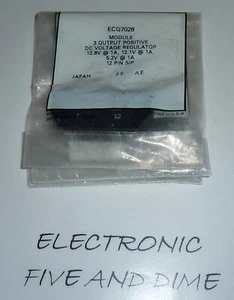 ECG7028
MODULE
3 OUTPUT POSITIVE
DC VOLTAGE REGULATOR
12.8V @ 1A, 12.1V @ 1A,
5.2V @ 1A
12 PIN SIP
JAPAN
12
ELECTRONIC
FIVE AND DIME